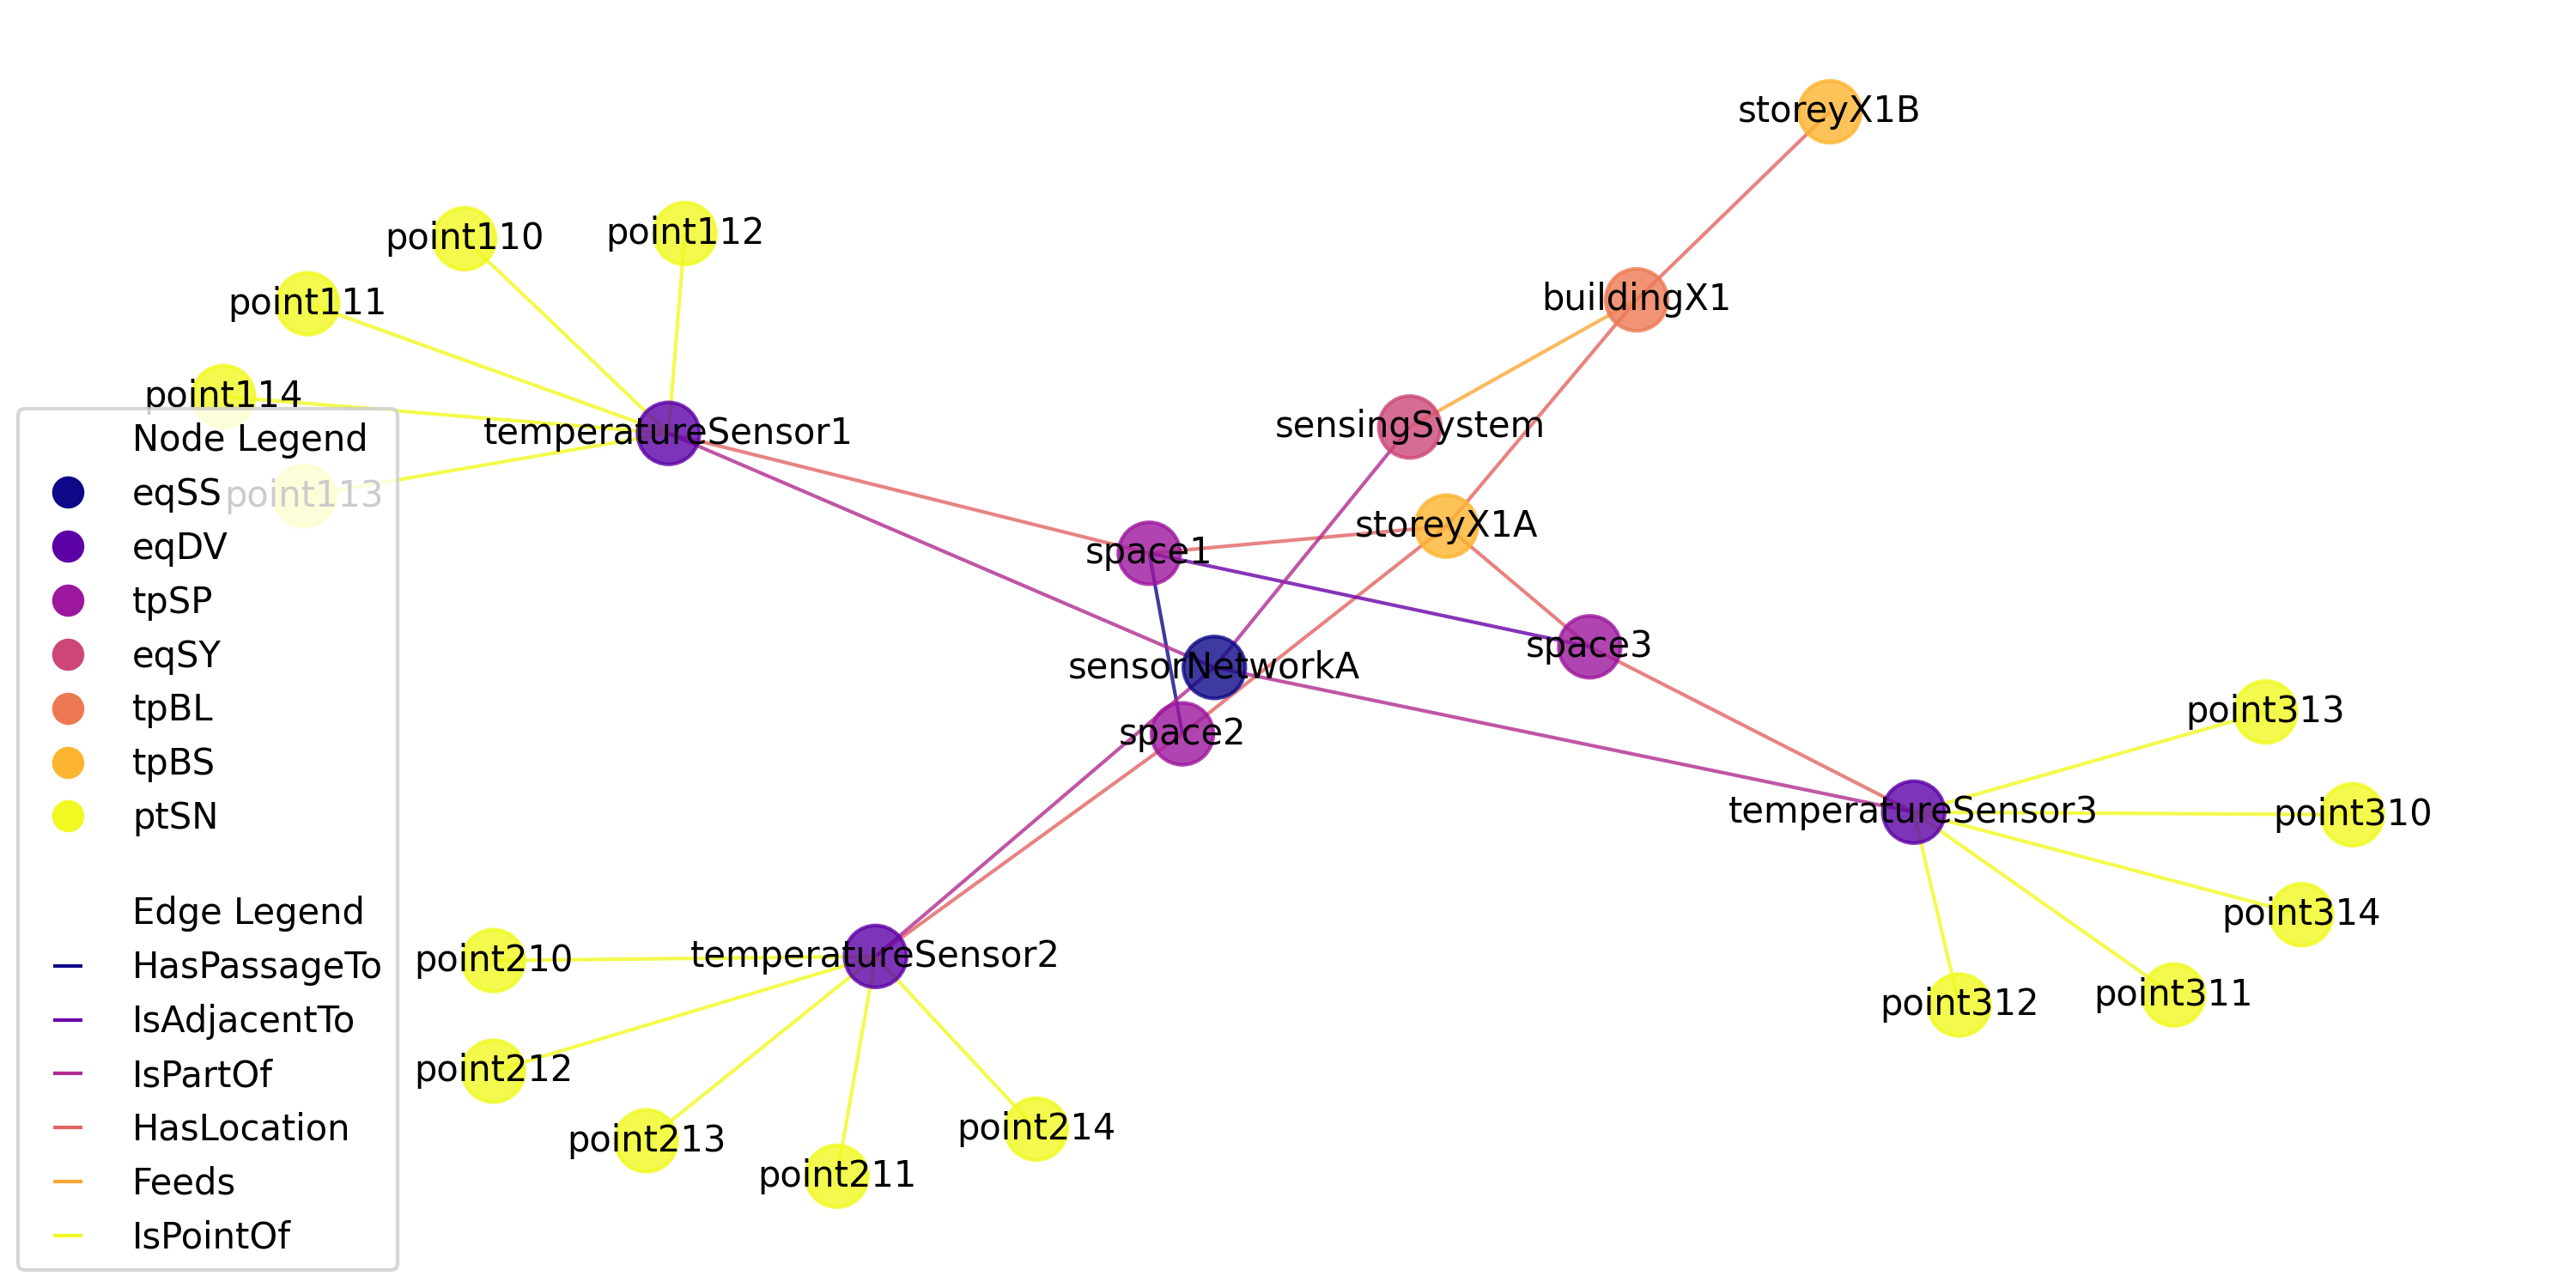 storeyX1B
point112
point110
buildingX1
point111
point114
sensingSystem
temperatureSensor1
Node Legend
eqSS
point113
storeyX1A
eqDV
space1
tpSP
space3
eqSY
sensorNetworkA
tpBL
point313
space2
tpBS
temperatureSensor3
point310
ptSN
Edge Legend
point314
temperatureSensor2
point210
HasPassageTo
point311
point312
IsAdjacentTo
point212
IsPartOf
HasLocation
point214
point213
point211
Feeds
IsPointOf